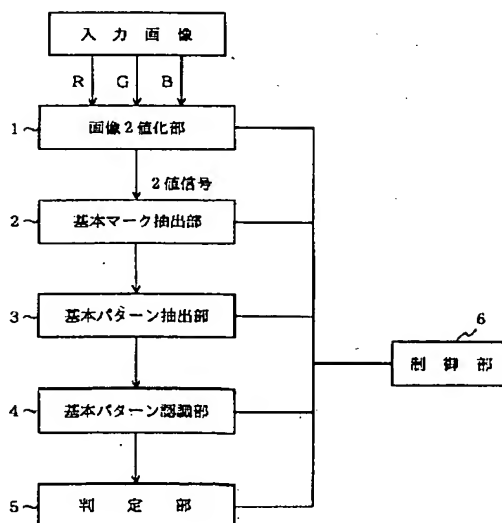 入力画像
R G B
1 画像2値化部
2値信号
2 基本マーク抽出部
3 基本パターン抽出部
6
制御部
4 基本パターン認識部
5 判定部